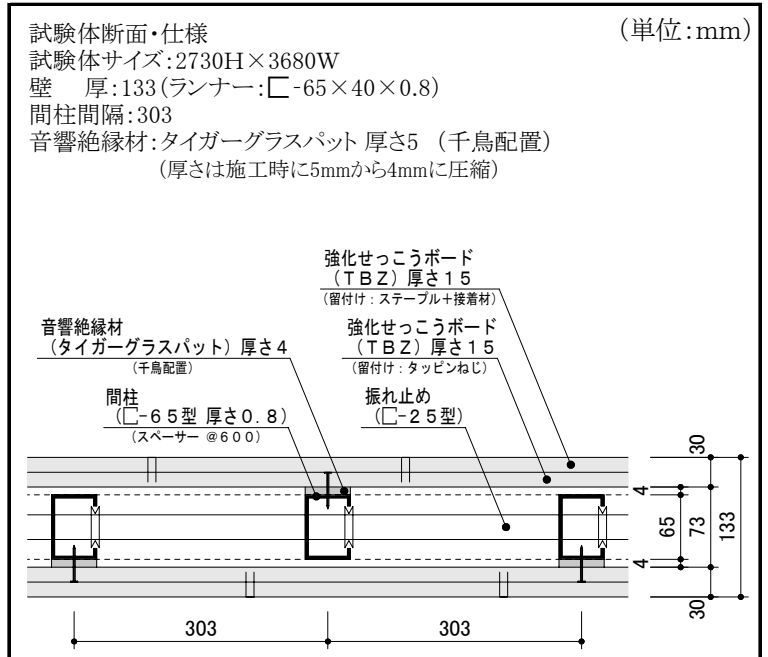 試験体断面・仕様
(単位:mm)
試験体サイズ:2730H×3680W
壁　厚:133(ランナー:⊏-65×40×0.8)
間柱間隔:303
音響絶縁材:タイガーグラスパット 厚さ5 (千鳥配置)
(厚さは施工時に5mmから4mmに圧縮)
強化せっこうボード
(TBZ)厚さ15
(留付け:ステープル+接着材)
音響絶縁材
(タイガーグラスパット)厚さ4
(千鳥配置)
強化せっこうボード
(TBZ)厚さ15
(留付け:タッピンねじ)
間柱
(⊏-65型 厚さ0.8)
(スペーサー @600)
振れ止め
(⊏-25型)
30
4
65
73
133
4
30
303
303